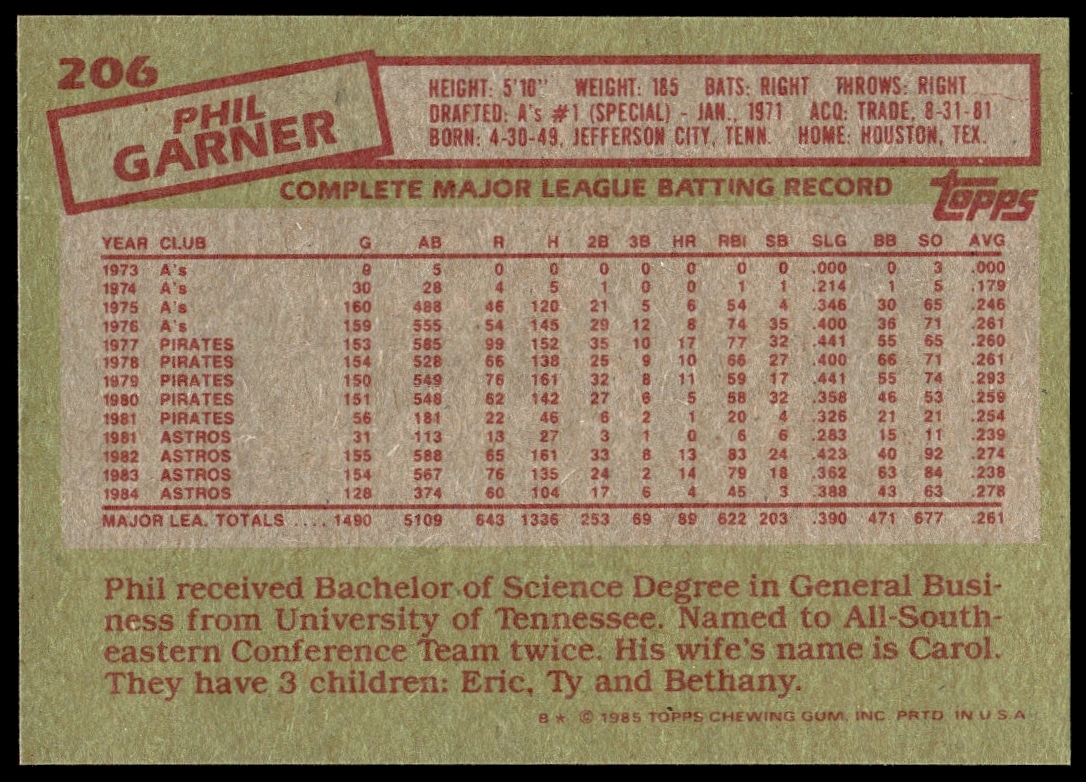 206
PHIL
GARNER
HEIGHT: 5'10" WEIGHT: 185 BATS: RIGHT THROWS: RIGHT
DRAFTED: A's #1 (SPECIAL) - JAN., 1971 ACQ: TRADE, 8-31-81
BORN: 4-30-49, JEFFERSON CITY, TENN. HOME: HOUSTON, TEX.
COMPLETE MAJOR LEAGUE BATTING RECORD
topps
YEAR CLUB G AB R H 2B 3B HR RBI SB SLG BB SO AVG
1973 A's 9 5 0 0 0 0 0 0 0 .000 0 3 .000
1974 A's 30 28 4 5 1 0 0 1 1 .214 1 5 .179
1975 A's 160 488 46 120 21 5 6 54 4 .346 30 65 .246
1976 A's 159 555 54 145 29 12 8 74 35 .400 36 71 .261
1977 PIRATES 153 585 99 152 35 10 17 77 32 .441 55 65 .260
1978 PIRATES 154 528 66 138 25 9 10 66 27 .400 66 71 .261
1979 PIRATES 150 549 76 161 32 8 11 59 17 .441 55 74 .293
1980 PIRATES 151 548 62 142 27 6 5 58 32 .358 46 53 .259
1981 PIRATES 56 181 22 46 6 2 1 20 4 .326 21 21 .254
1981 ASTROS 31 113 13 27 3 1 0 6 6 .283 15 11 .239
1982 ASTROS 155 588 65 161 33 8 13 83 24 .423 40 92 .274
1983 ASTROS 154 567 76 135 24 2 14 79 18 .362 63 84 .238
1984 ASTROS 128 374 60 104 17 6 4 45 3 .388 43 63 .278
MAJOR LEA. TOTALS .... 1490 5109 643 1336 253 69 89 622 203 .390 471 677 .261
Phil received Bachelor of Science Degree in General Busi-
ness from University of Tennessee. Named to All-South-
eastern Conference Team twice. His wife's name is Carol.
They have 3 children: Eric, Ty and Bethany.
B★ © 1985 TOPPS CHEWING GUM, INC. PRTD. IN U.S.A.